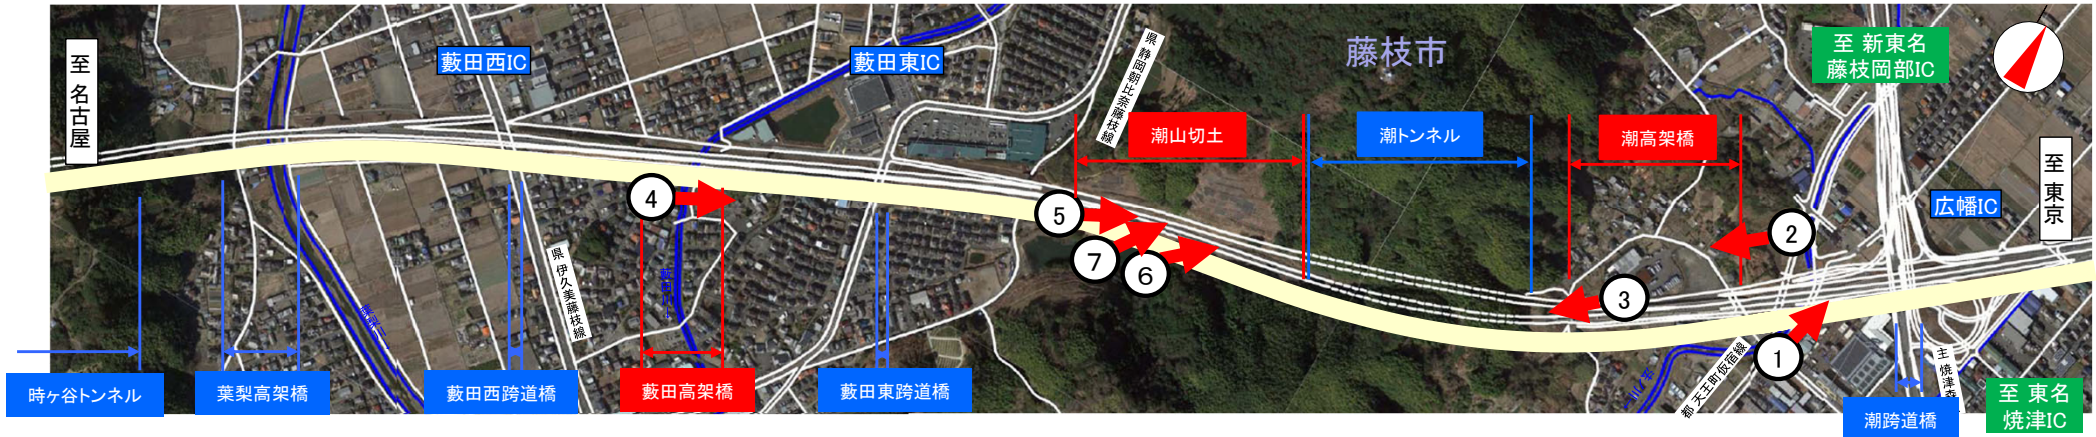 至 名古屋
藪田西IC
藪田東IC
県 静岡朝比奈藤枝線
藤枝市
至 新東名
藤枝岡部IC
潮山切土
潮トンネル
潮高架橋
至 東京
広幡IC
4
5
7
6
2
3
1
県 伊久美藤枝線
葉梨川
藪田川
都 天王町仮宿線
主 焼津森
時ヶ谷トンネル
葉梨高架橋
藪田西跨道橋
藪田高架橋
藪田東跨道橋
潮跨道橋
至 東名
焼津IC